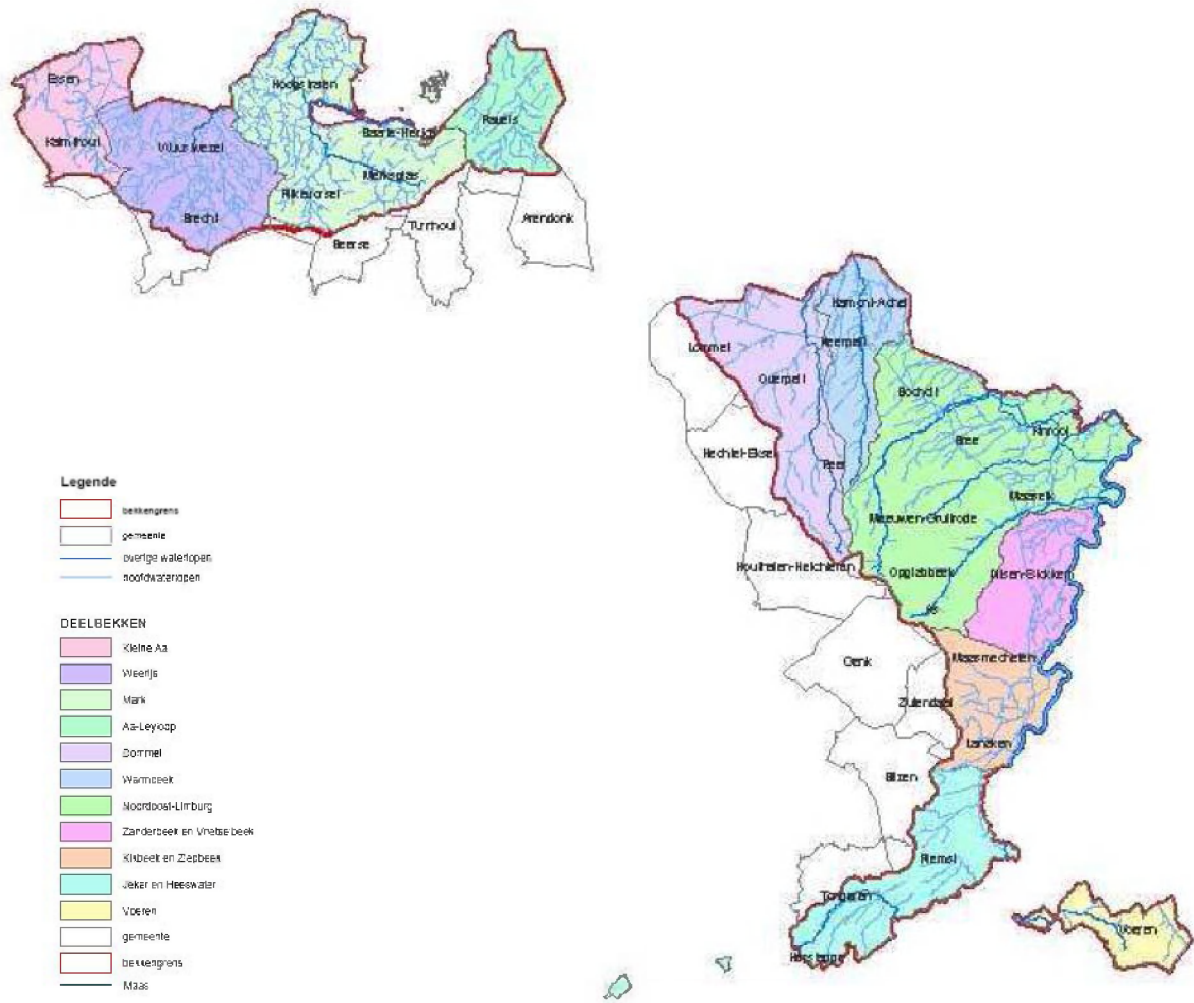 Essen
Hoogstraten
Ravels
Kalmthout
Wuustwezel
Baarle-Hertog
Merksplas
Rijkevorsel
Brecht
Arendonk
Turnhout
Beerse
Hamont-Achel
Neerpelt
Lommel
Overpelt
Bocholt
Kinrooi
Bree
Hechtel-Eksel
Peer
Maaseik
Meeuwen-Gruitrode
Houthalen-Helchteren
Opglabbeek
Dilsen-Stokkem
As
Genk
Maasmechelen
Zutendaal
Lanaken
Bilzen
Riemst
Tongeren
Voeren
Herstappe
Legende
bekkengrens
gemeente
overige waterlopen
hoofdwaterlopen
DEELBEKKEN
Kleine Aa
Weerijs
Mark
Aa-Leyloop
Dommel
Warmbeek
Noordoost-Limburg
Zanderbeek en Vrietselbeek
Kikbeek en Ziepbeek
Jeker en Heeswater
Voeren
gemeente
bekkengrens
Maas